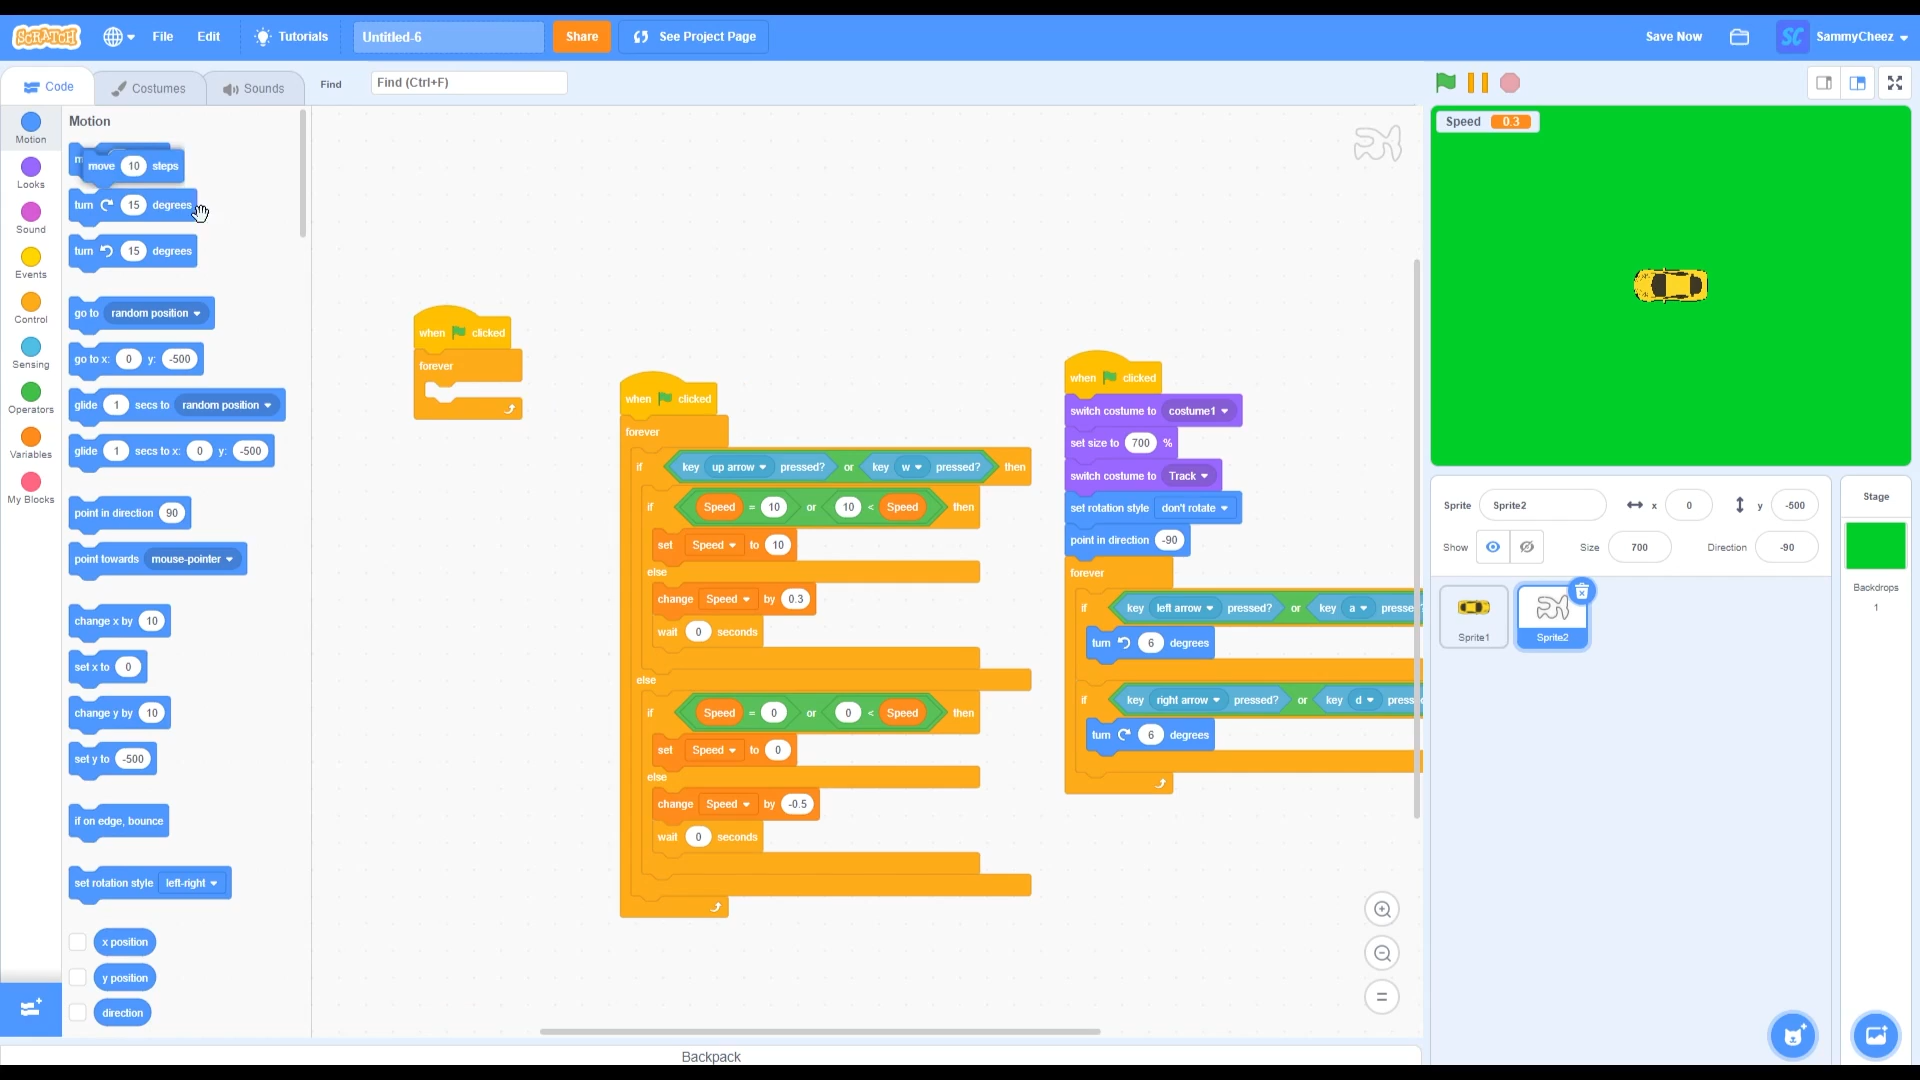 SCRATCH File Edit Tutorials Untitled-6 Share See Project Page Save Now SC SammyCheez
Code Costumes Sounds Find Find (Ctrl+F)
Motion
Looks
Sound
Events
Control
Sensing
Operators
Variables
My Blocks
Motion
m
move 10 steps
turn 15 degrees
turn 15 degrees
go to random position
go to x: 0 y: -500
glide 1 secs to random position
glide 1 secs to x: 0 y: -500
point in direction 90
point towards mouse-pointer
change x by 10
set x to 0
change y by 10
set y to -500
if on edge, bounce
set rotation style left-right
x position
y position
direction
when clicked
forever
when clicked
forever
if key up arrow pressed? or key w pressed? then
if Speed = 10 or 10 < Speed then
set Speed to 10
else
change Speed by 0.3
wait 0 seconds
else
if Speed = 0 or 0 < Speed then
set Speed to 0
else
change Speed by -0.5
wait 0 seconds
when clicked
switch costume to costume1
set size to 700 %
switch costume to Track
set rotation style don't rotate
point in direction -90
forever
if key left arrow pressed? or key a presse
turn 6 degrees
if key right arrow pressed? or key d press
turn 6 degrees
Backpack
Speed 0.3
Sprite Sprite2 x 0 y -500
Show Size 700 Direction -90
Sprite1
Sprite2
Stage
Backdrops
1